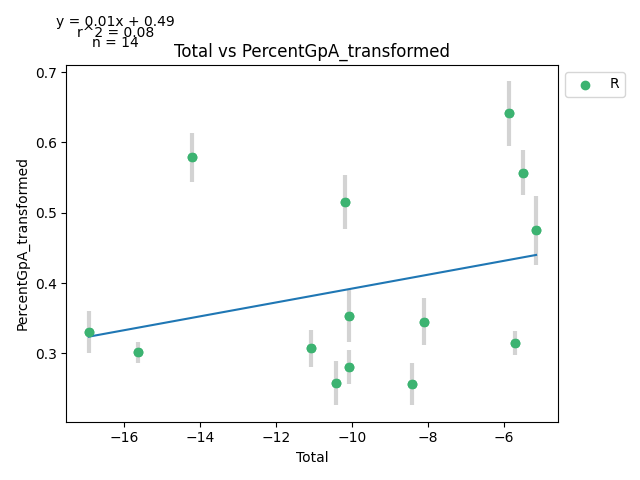 y = 0.01x + 0.49
r^2 = 0.08
n = 14
Total vs PercentGpA_transformed
R
0.7
0.6
0.5
0.4
0.3
PercentGpA_transformed
−16
−14
−12
−10
−8
−6
Total